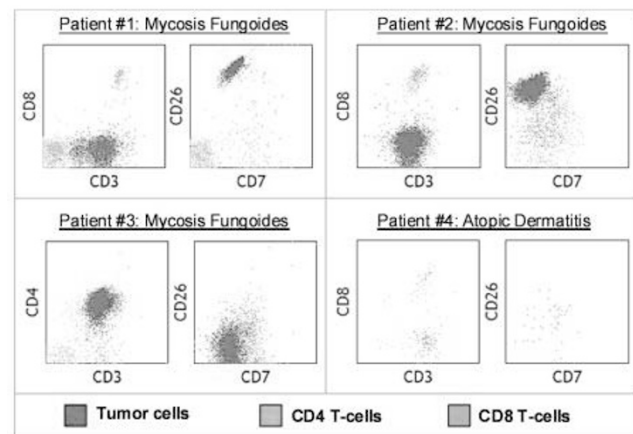 Patient #1: Mycosis Fungoides
CD8
CD3
CD26
CD7
Patient #2: Mycosis Fungoides
CD8
CD3
CD26
CD7
Patient #3: Mycosis Fungoides
CD4
CD3
CD26
CD7
Patient #4: Atopic Dermatitis
CD8
CD3
CD26
CD7
Tumor cells
CD4 T-cells
CD8 T-cells